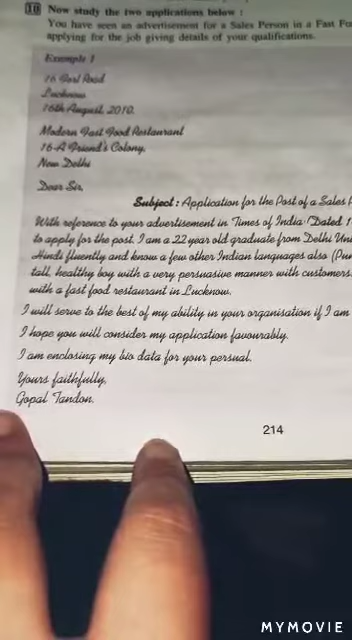 10 Now study the two applications below :
You have seen an advertisement for a Sales Person in a Fast Fo
applying for the job giving details of your qualifications.
Example 1
16 Park Road
Lucknow
16th August, 2010.
Modern Fast Food Restaurant
16-A Friend's Colony,
New Delhi
Dear Sir,
Subject : Application for the Post of a Sales P
With reference to your advertisement in Times of India Dated 1
to apply for the post. I am a 22 year old graduate from Delhi Uni
Hindi fluently and know a few other Indian languages also (Pun
tall, healthy boy with a very persuasive manner with customers.
with a fast food restaurant in Lucknow.
I will serve to the best of my ability in your organisation if I am
I hope you will consider my application favourably.
I am enclosing my bio data for your persual.
Yours faithfully,
Gopal Tandon.
214
MYMOVIE